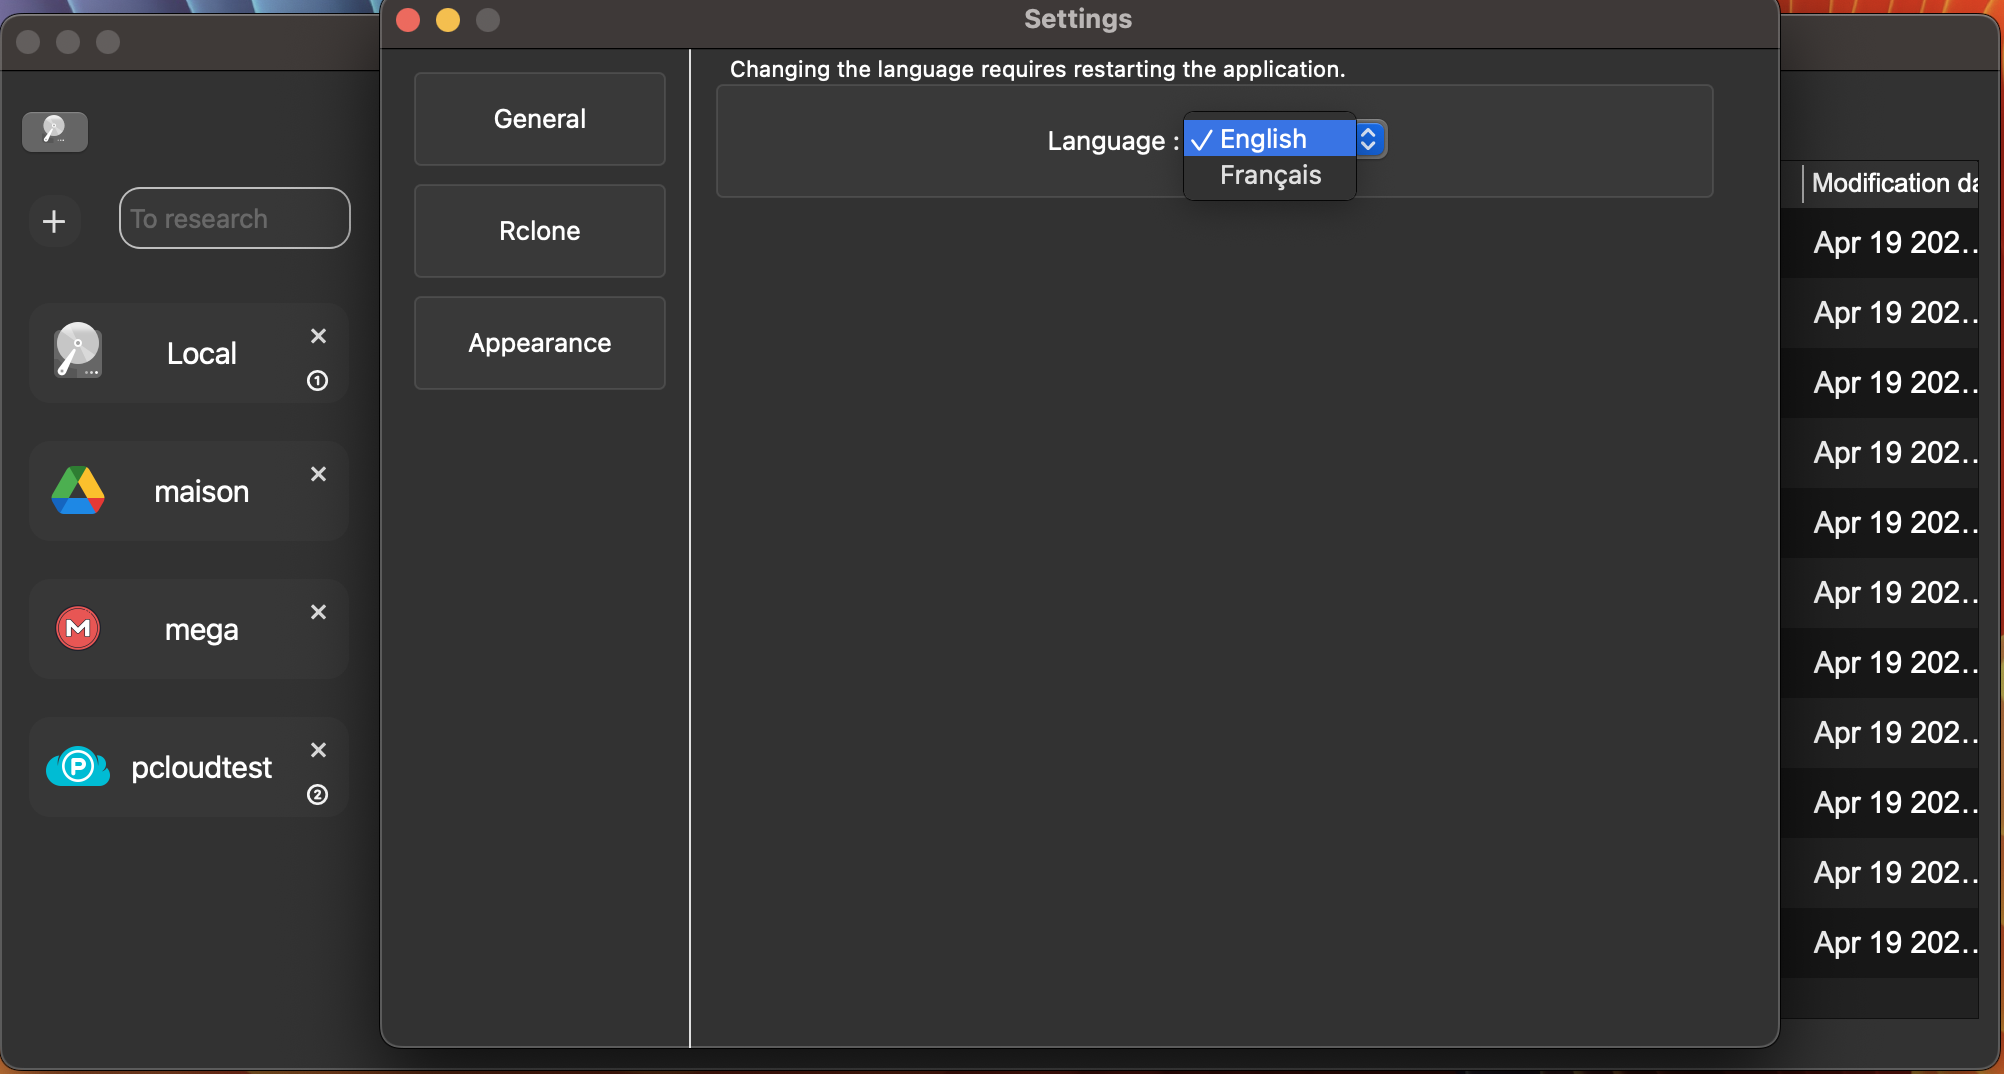 Settings
Changing the language requires restarting the application.
General
Rclone
Appearance
Language :
✓ English
Français
To research
Local
1
maison
mega
pcloudtest
2
Modification da
Apr 19 202…
Apr 19 202…
Apr 19 202…
Apr 19 202…
Apr 19 202…
Apr 19 202…
Apr 19 202…
Apr 19 202…
Apr 19 202…
Apr 19 202…
Apr 19 202…